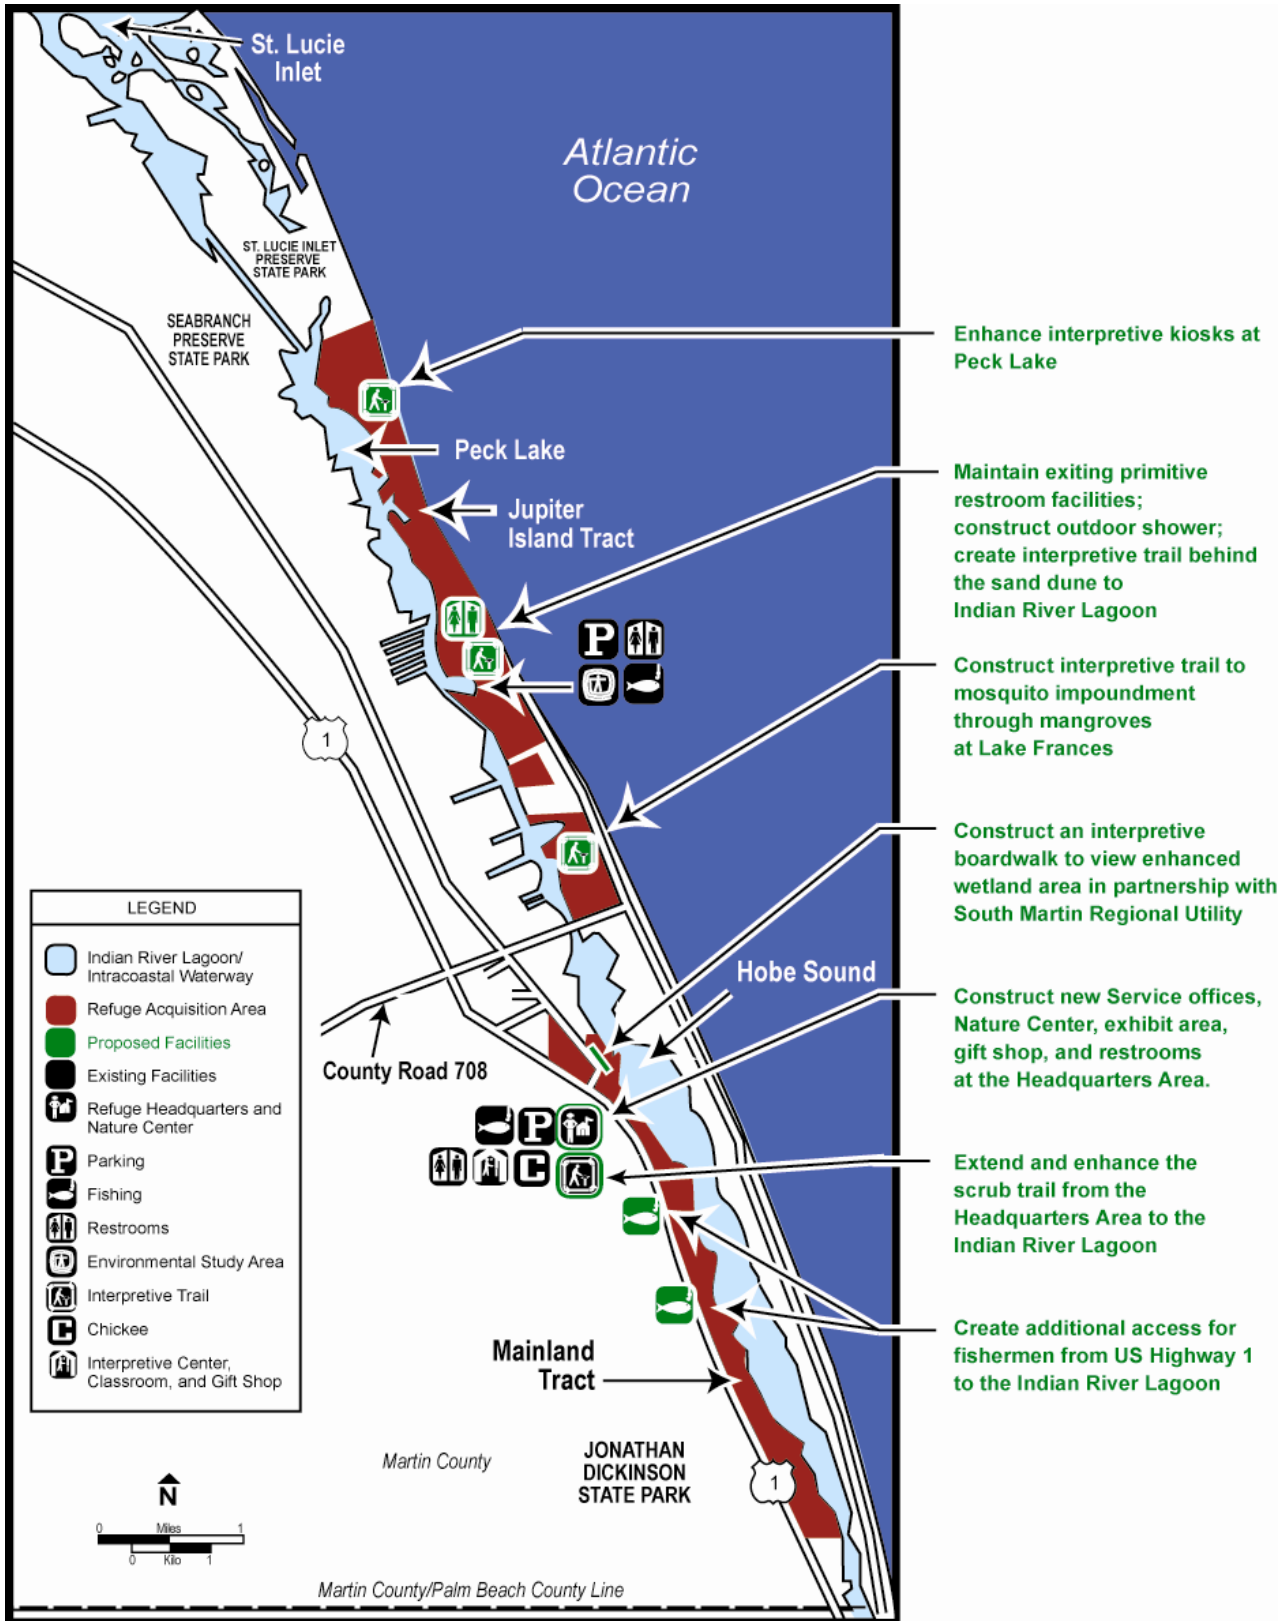 St. Lucie
Inlet
Atlantic
Ocean
ST. LUCIE INLET
PRESERVE
STATE PARK
SEABRANCH
PRESERVE
STATE PARK
Enhance interpretive kiosks at
Peck Lake
Peck Lake
Maintain exiting primitive
restroom facilities;
construct outdoor shower;
create interpretive trail behind
the sand dune to
Indian River Lagoon
Jupiter
Island Tract
P
Construct interpretive trail to
mosquito impoundment
through mangroves
at Lake Frances
1
Construct an interpretive
boardwalk to view enhanced
wetland area in partnership with
South Martin Regional Utility
LEGEND
Indian River Lagoon/
Intracoastal Waterway
Refuge Acquisition Area
Proposed Facilities
Existing Facilities
Refuge Headquarters and
Nature Center
P Parking
Fishing
Restrooms
Environmental Study Area
Interpretive Trail
C Chickee
Interpretive Center,
Classroom, and Gift Shop
Hobe Sound
Construct new Service offices,
Nature Center, exhibit area,
gift shop, and restrooms
at the Headquarters Area.
County Road 708
P
C
Extend and enhance the
scrub trail from the
Headquarters Area to the
Indian River Lagoon
Create additional access for
fishermen from US Highway 1
to the Indian River Lagoon
Mainland
Tract
Martin County
JONATHAN
DICKINSON
STATE PARK
1
N
0 Miles 1
0 Kilo 1
Martin County/Palm Beach County Line